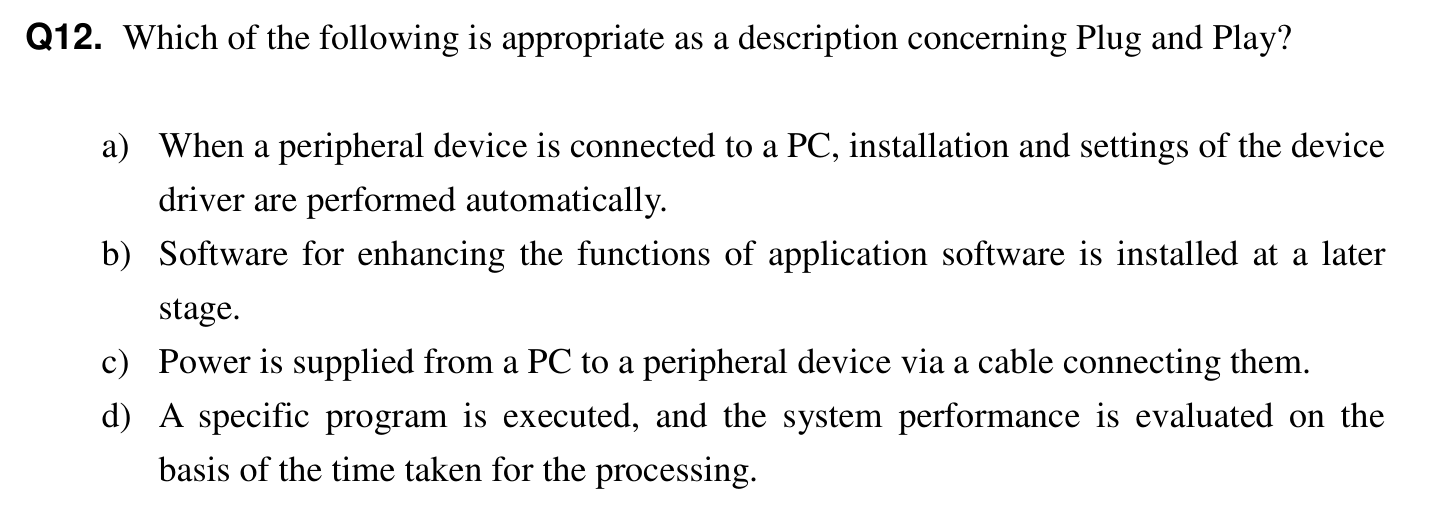 Q12. Which of the following is appropriate as a description concerning Plug and Play?
a) When a peripheral device is connected to a PC, installation and settings of the device
driver are performed automatically.
b) Software for enhancing the functions of application software is installed at a later
stage.
c) Power is supplied from a PC to a peripheral device via a cable connecting them.
d) A specific program is executed, and the system performance is evaluated on the
basis of the time taken for the processing.